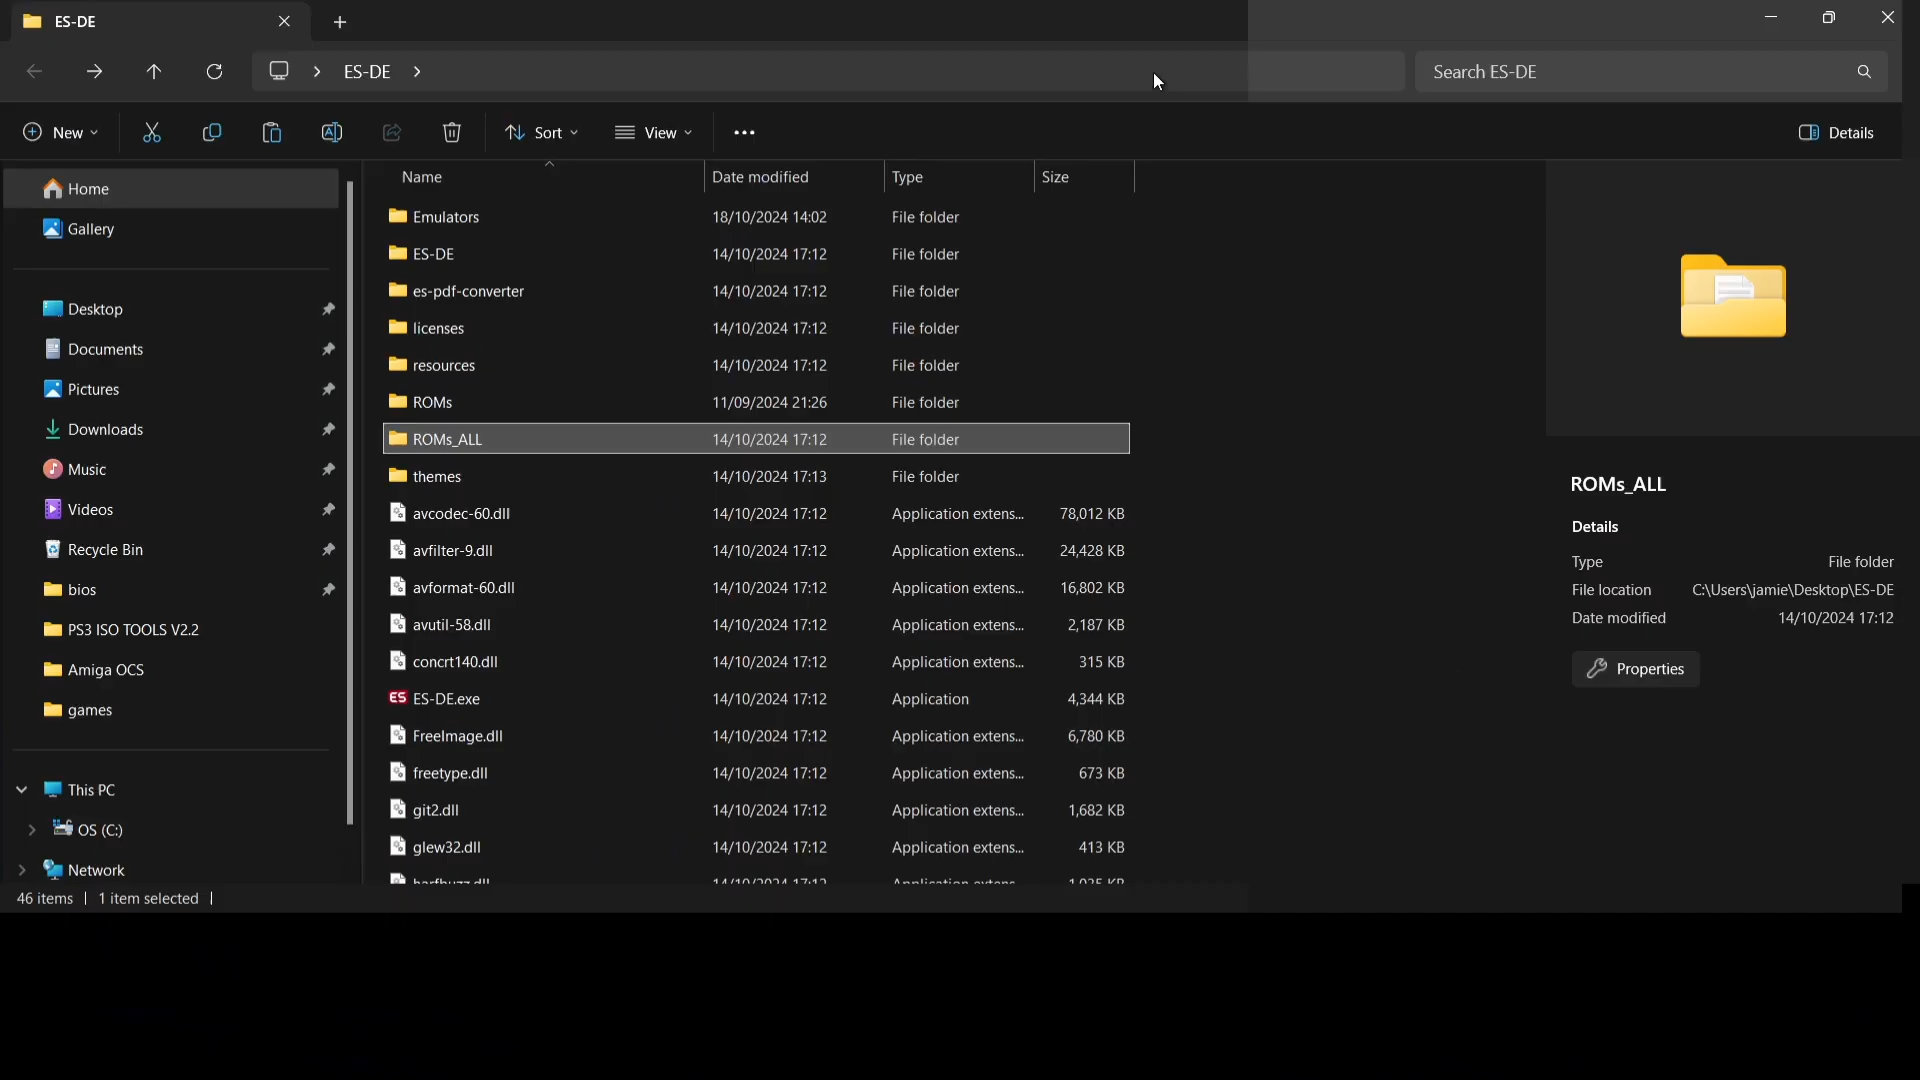 ES-DE
ES-DE
Search ES-DE
New
Sort
View
Details
Home
Gallery
Desktop
Documents
Pictures
Downloads
Music
Videos
Recycle Bin
bios
PS3 ISO TOOLS V2.2
Amiga OCS
games
This PC
OS (C:)
Network
Name Date modified Type Size
Emulators 18/10/2024 14:02 File folder
ES-DE 14/10/2024 17:12 File folder
es-pdf-converter 14/10/2024 17:12 File folder
licenses 14/10/2024 17:12 File folder
resources 14/10/2024 17:12 File folder
ROMs 11/09/2024 21:26 File folder
ROMs_ALL 14/10/2024 17:12 File folder
themes 14/10/2024 17:13 File folder
avcodec-60.dll 14/10/2024 17:12 Application extens... 78,012 KB
avfilter-9.dll 14/10/2024 17:12 Application extens... 24,428 KB
avformat-60.dll 14/10/2024 17:12 Application extens... 16,802 KB
avutil-58.dll 14/10/2024 17:12 Application extens... 2,187 KB
concrt140.dll 14/10/2024 17:12 Application extens... 315 KB
ES ES-DE.exe 14/10/2024 17:12 Application 4,344 KB
FreeImage.dll 14/10/2024 17:12 Application extens... 6,780 KB
freetype.dll 14/10/2024 17:12 Application extens... 673 KB
git2.dll 14/10/2024 17:12 Application extens... 1,682 KB
glew32.dll 14/10/2024 17:12 Application extens... 413 KB
ROMs_ALL
Details
Type File folder
File location C:\Users\jamie\Desktop\ES-DE
Date modified 14/10/2024 17:12
Properties
46 items 1 item selected